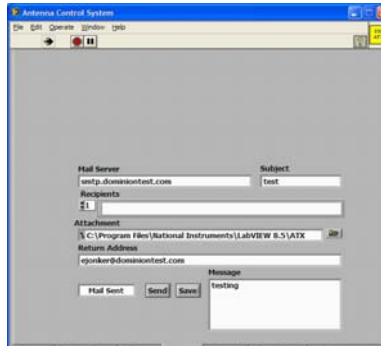 Antenna Control System
File Edit Operate Window Help
Mail Server Subject
smtp.dominiontest.com test
Recipients
1
Attachment
C:\Program Files\National Instruments\LabVIEW 8.5\ATX
Return Address
ejonker@dominiontest.com
Message
Mail Sent Send Save testing